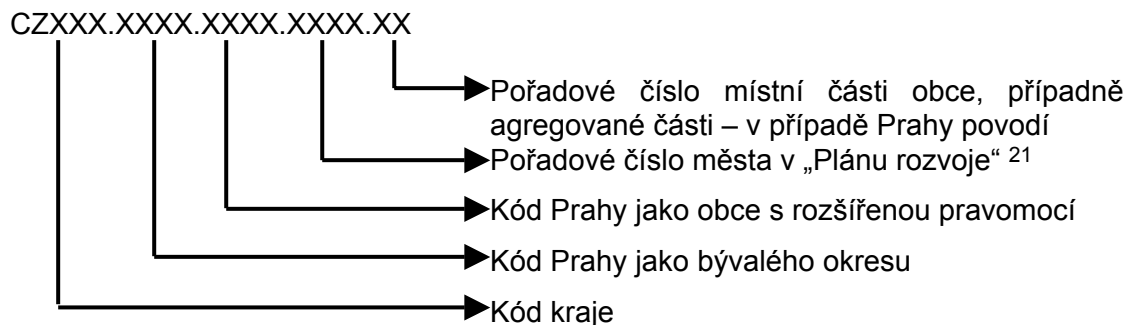 CZXXX.XXXX.XXXX.XXXX.XX
Pořadové číslo místní části obce, případně
agregované části – v případě Prahy povodí
Pořadové číslo města v „Plánu rozvoje“ 21
Kód Prahy jako obce s rozšířenou pravomocí
Kód Prahy jako bývalého okresu
Kód kraje